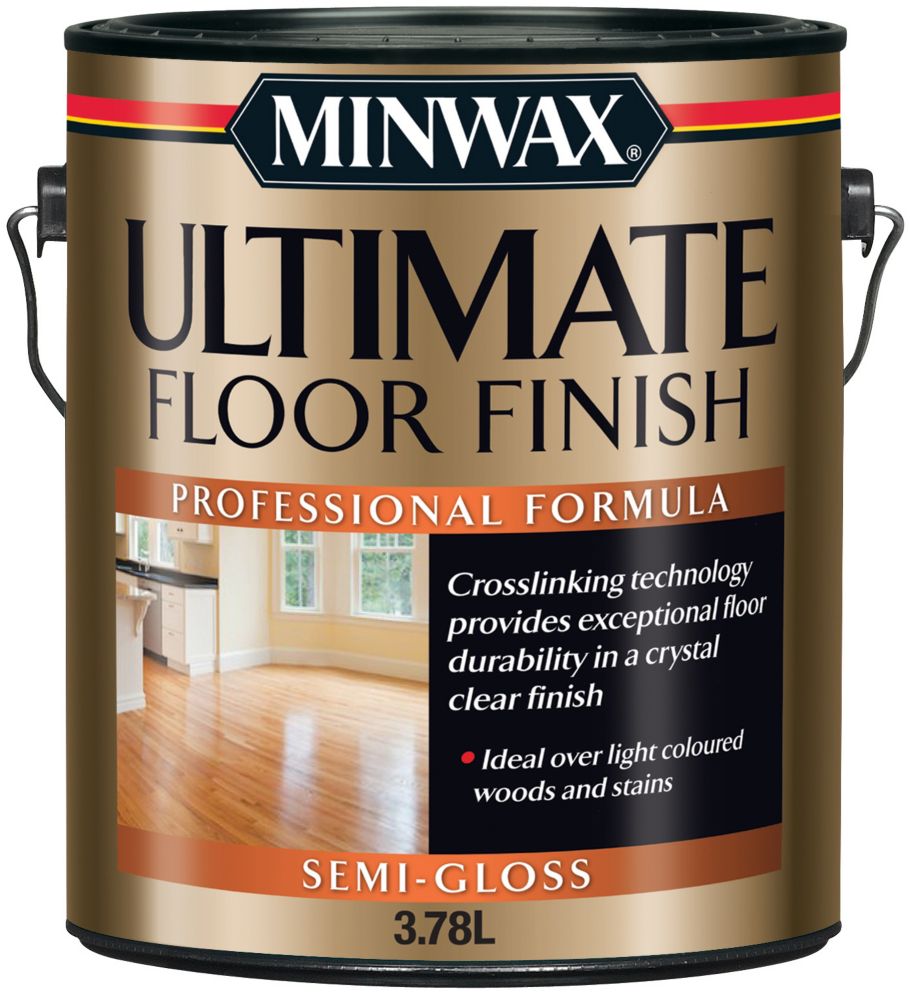 MINWAX®
ULTIMATE
FLOOR FINISH
PROFESSIONAL FORMULA
Crosslinking technology
provides exceptional floor
durability in a crystal
clear finish
• Ideal over light coloured
woods and stains
SEMI-GLOSS
3.78L